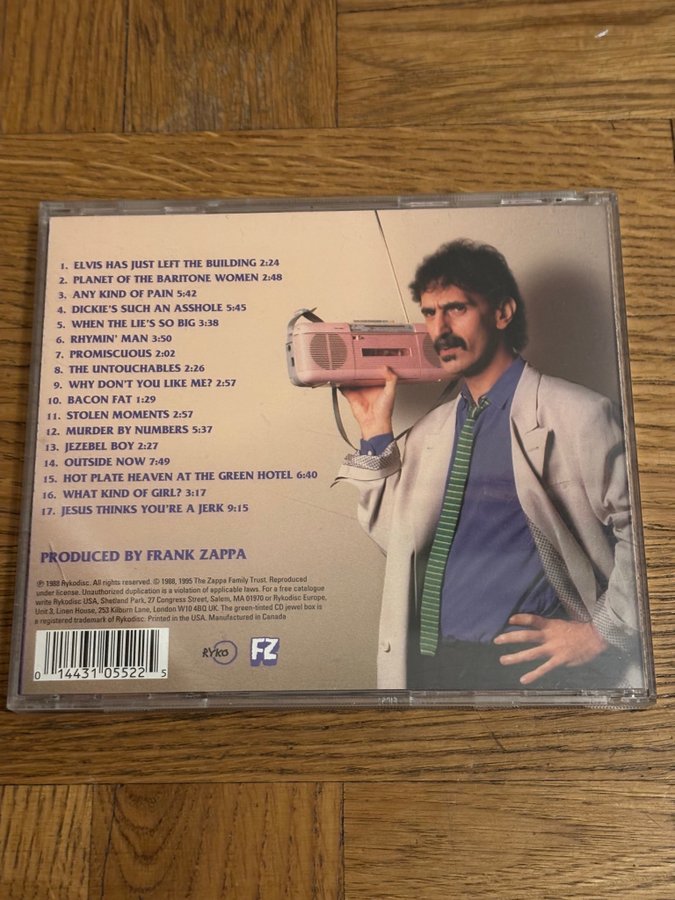 1. ELVIS HAS JUST LEFT THE BUILDING 2:24
2. PLANET OF THE BARITONE WOMEN 2:48
3. ANY KIND OF PAIN 5:42
4. DICKIE'S SUCH AN ASSHOLE 5:45
5. WHEN THE LIE'S SO BIG 3:38
6. RHYMIN' MAN 3:50
7. PROMISCUOUS 2:02
8. THE UNTOUCHABLES 2:26
9. WHY DON'T YOU LIKE ME? 2:57
10. BACON FAT 1:29
11. STOLEN MOMENTS 2:57
12. MURDER BY NUMBERS 5:37
13. JEZEBEL BOY 2:27
14. OUTSIDE NOW 7:49
15. HOT PLATE HEAVEN AT THE GREEN HOTEL 6:40
16. WHAT KIND OF GIRL? 3:17
17. JESUS THINKS YOU'RE A JERK 9:15
PRODUCED BY FRANK ZAPPA
℗ 1988 Rykodisc. All rights reserved. © 1988, 1995 The Zappa Family Trust. Reproduced
under license. Unauthorized duplication is a violation of applicable laws. For a free catalogue
write Rykodisc USA, Shetland Park, 27 Congress Street, Salem, MA 01970 or Rykodisc Europe,
Unit 3, Linen House, 253 Kilburn Lane, London W10 4BQ UK. The green-tinted CD jewel box is
a registered trademark of Rykodisc. Printed in the USA. Manufactured in Canada
0 14431 05522 5
RYKO
FZ